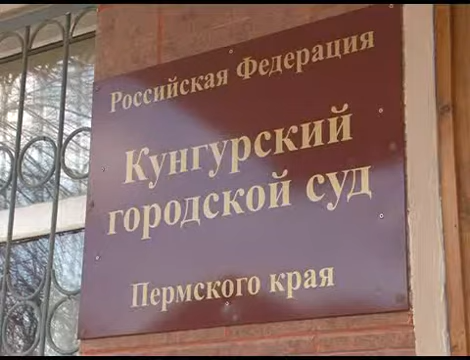 Российская Федерация
Кунгурский
городской суд
Пермского края